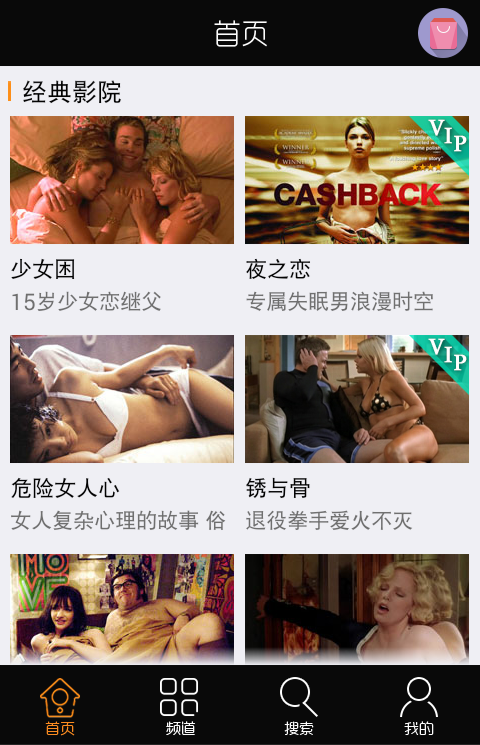 首页
经典影院
VIP
CASHBACK
少女困
夜之恋
15岁少女恋继父
专属失眠男浪漫时空
VIP
危险女人心
锈与骨
女人复杂心理的故事 俗
退役拳手爱火不灭
MOVE
首页
频道
搜索
我的